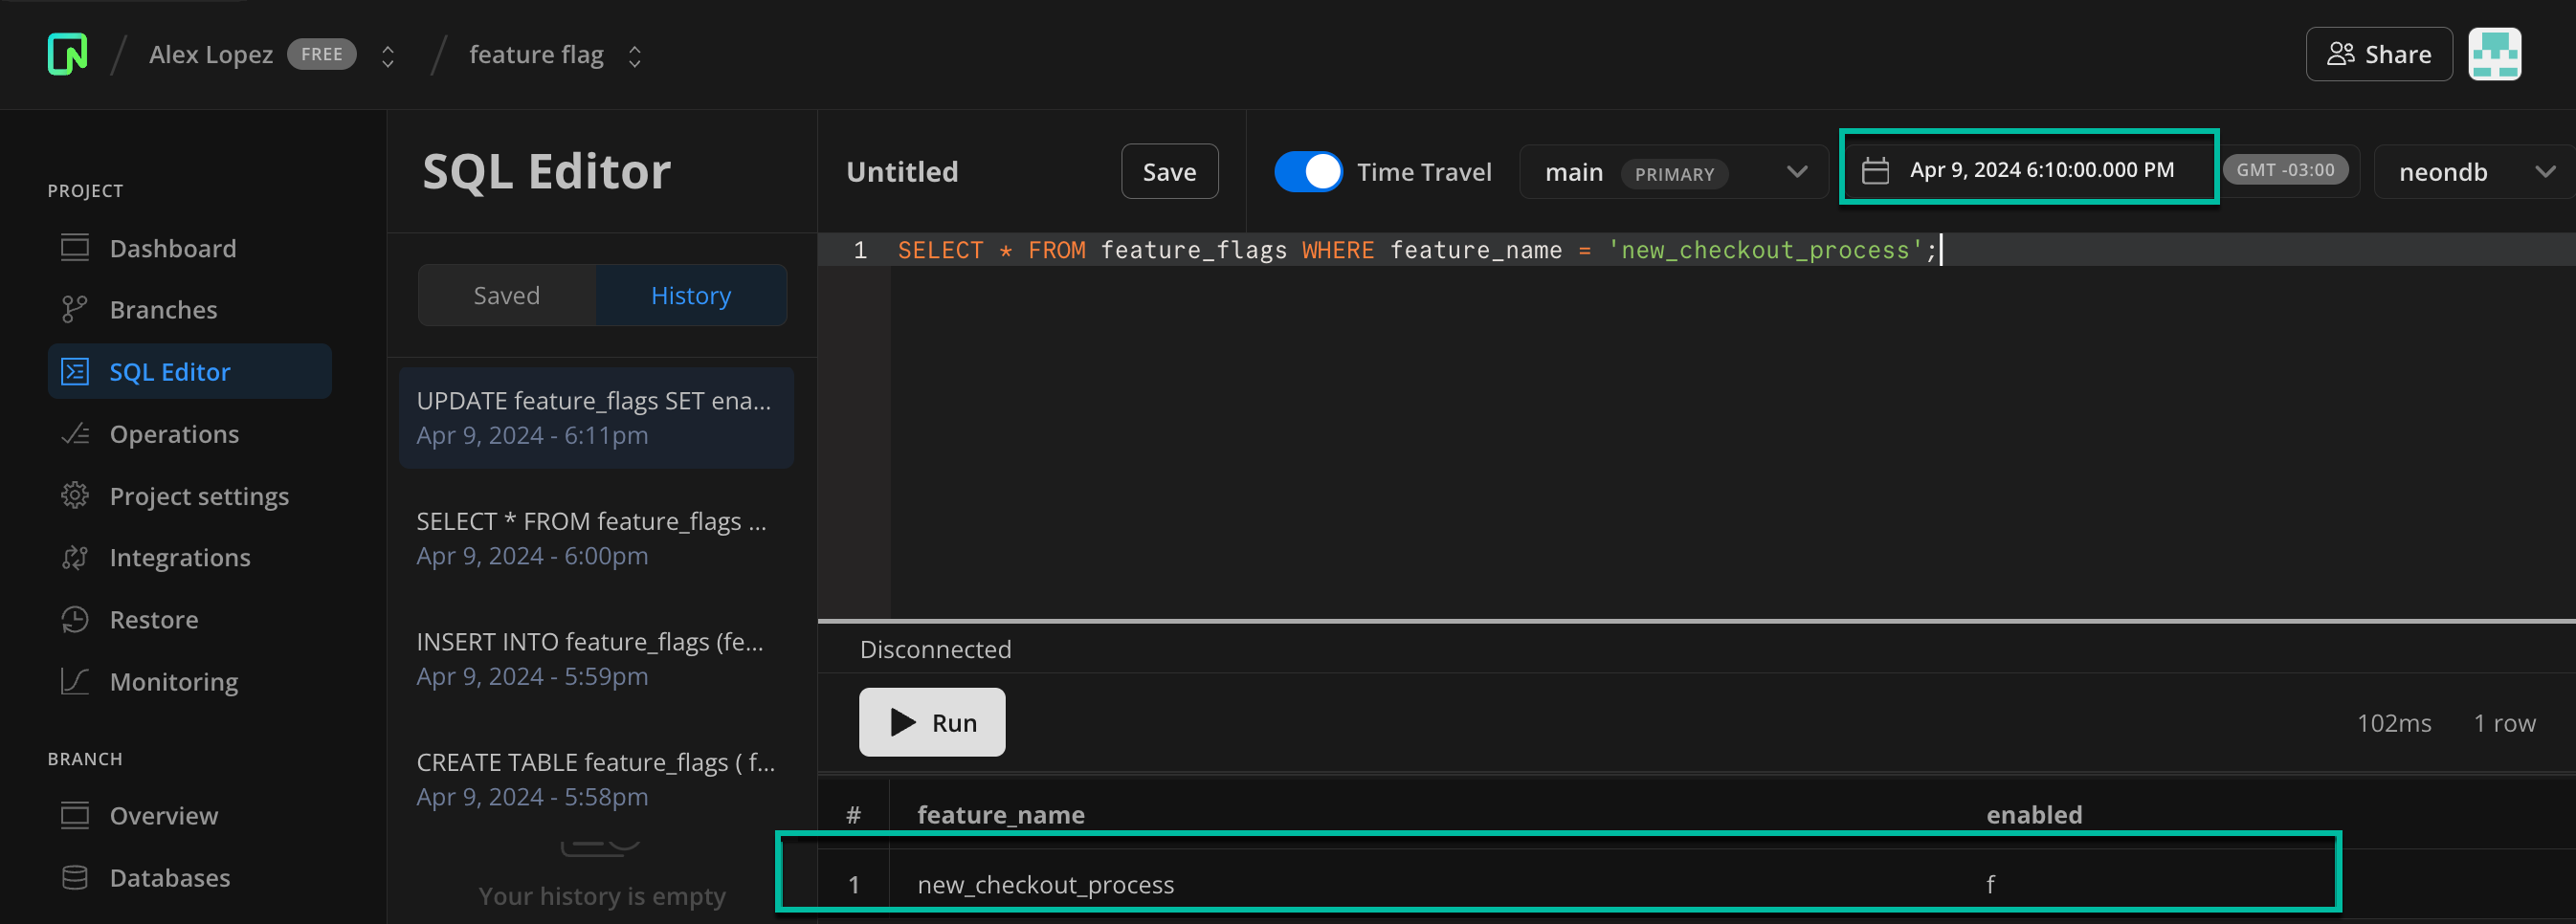 Alex Lopez FREE
feature flag
Share
PROJECT
Dashboard
Branches
SQL Editor
Operations
Project settings
Integrations
Restore
Monitoring
BRANCH
Overview
Databases
SQL Editor
Saved
History
UPDATE feature_flags SET ena...
Apr 9, 2024 - 6:11pm
SELECT * FROM feature_flags ...
Apr 9, 2024 - 6:00pm
INSERT INTO feature_flags (fe...
Apr 9, 2024 - 5:59pm
CREATE TABLE feature_flags ( f...
Apr 9, 2024 - 5:58pm
Your history is empty
Untitled
Save
Time Travel
main PRIMARY
Apr 9, 2024 6:10:00.000 PM
GMT -03:00
neondb
1 SELECT * FROM feature_flags WHERE feature_name = 'new_checkout_process';
Disconnected
Run
102ms
1 row
# feature_name enabled
1 new_checkout_process f